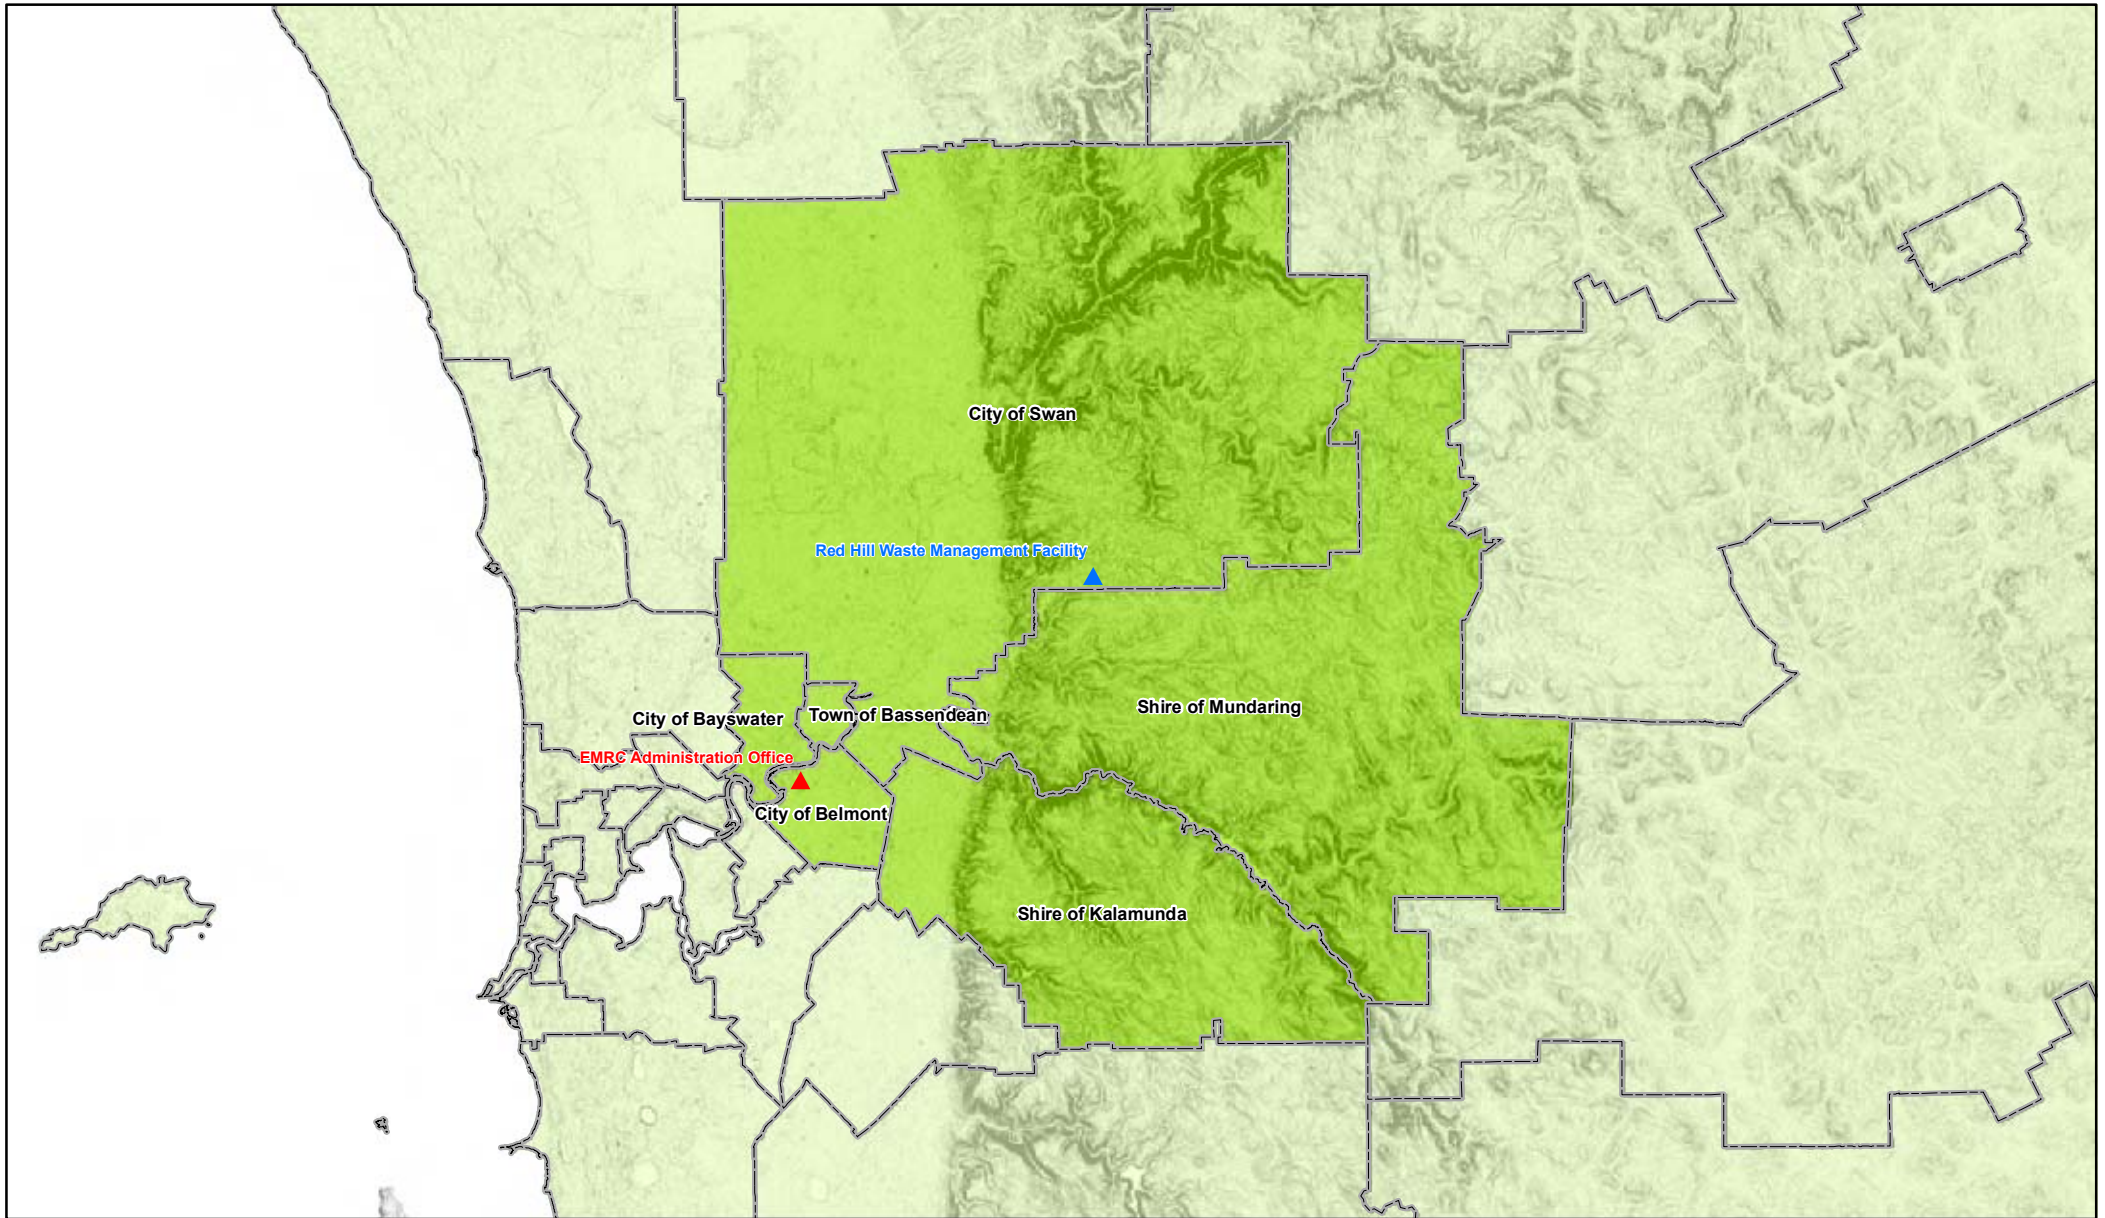 City of Swan
Red Hill Waste Management Facility
Shire of Mundaring
City of Bayswater
Town of Bassendean
EMRC Administration Office
City of Belmont
Shire of Kalamunda